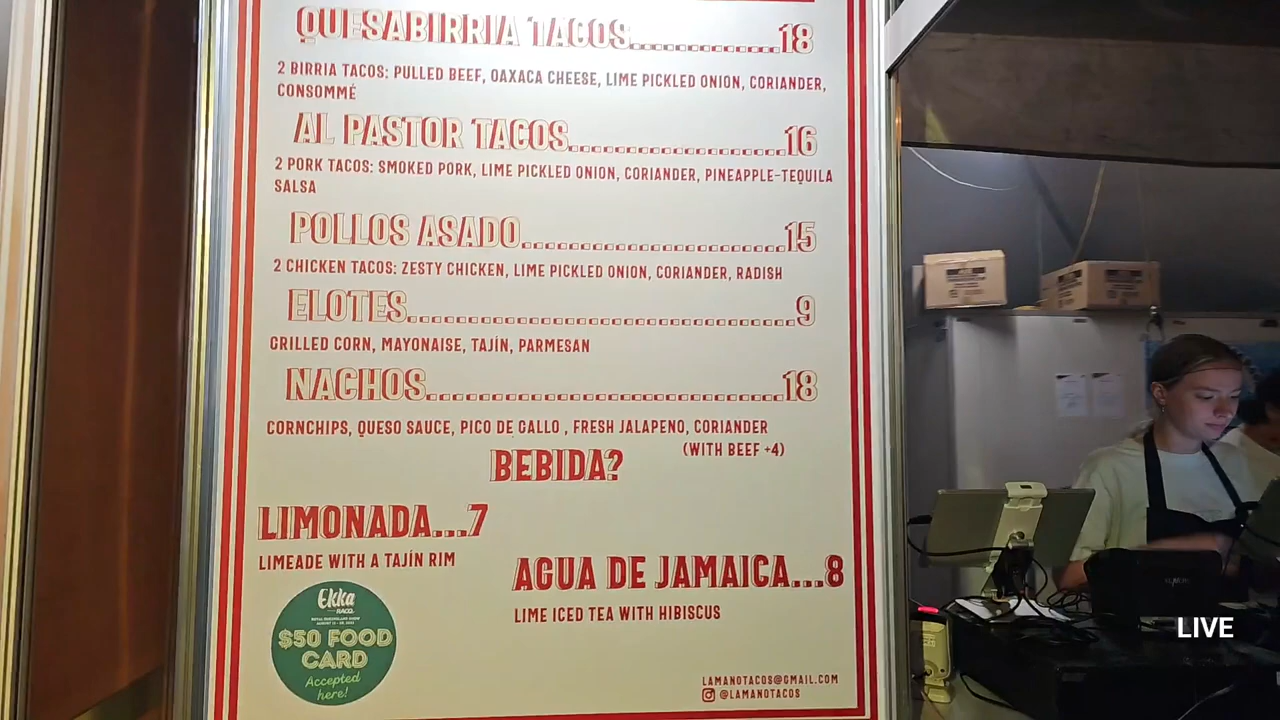 QUESABIRRIA TACOS..............18
2 BIRRIA TACOS: PULLED BEEF, OAXACA CHEESE, LIME PICKLED ONION, CORIANDER,
CONSOMMÉ
AL PASTOR TACOS....................16
2 PORK TACOS: SMOKED PORK, LIME PICKLED ONION, CORIANDER, PINEAPPLE-TEQUILA
SALSA
POLLOS ASADO........................15
2 CHICKEN TACOS: ZESTY CHICKEN, LIME PICKLED ONION, CORIANDER, RADISH
ELOTES...................................9
GRILLED CORN, MAYONAISE, TAJÍN, PARMESAN
NACHOS................................18
CORNCHIPS, QUESO SAUCE, PICO DE GALLO , FRESH JALAPENO, CORIANDER
(WITH BEEF +4)
BEBIDA?
LIMONADA...7
LIMEADE WITH A TAJÍN RIM
AGUA DE JAMAICA...8
LIME ICED TEA WITH HIBISCUS
Ekka
RACQ
$50 FOOD
CARD
Accepted
here!
LAMANOTACOS@GMAIL.COM
@LAMANOTACOS
LIVE